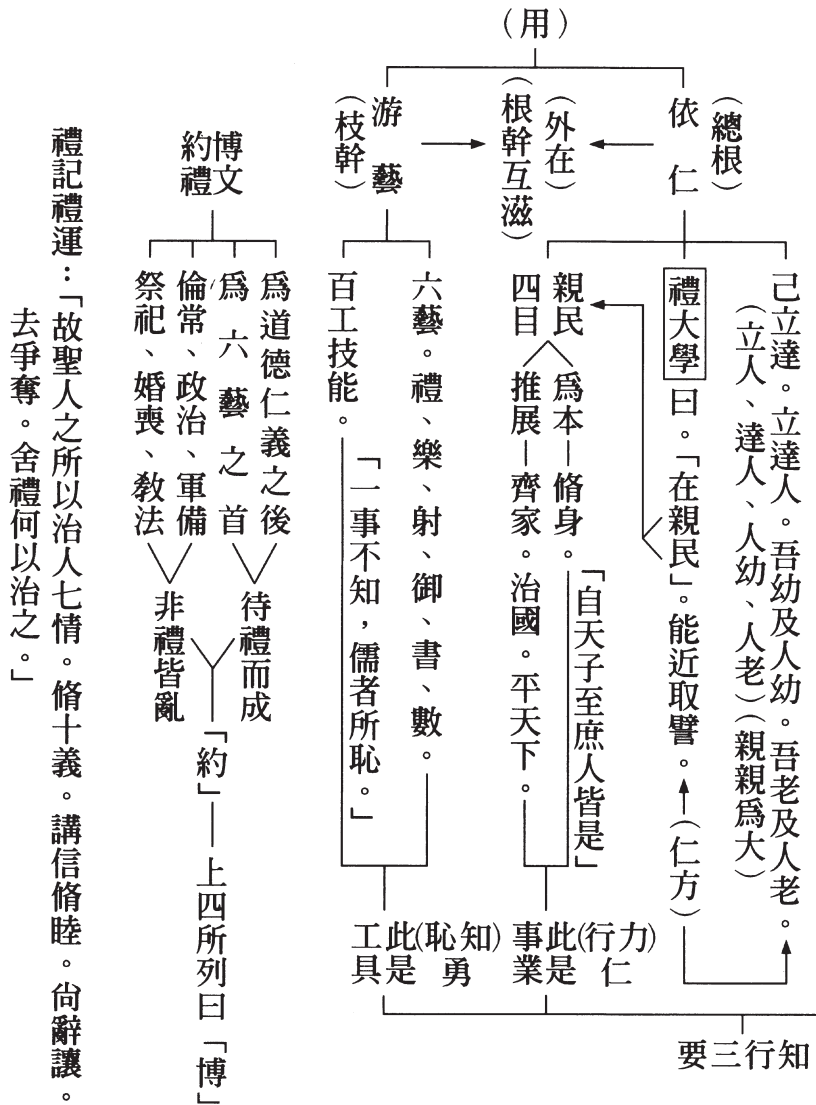 （用）
（總根）
依　仁
（外在）
（根幹互滋）
游　藝
（枝幹）
己立達。立達人。吾幼及人幼。吾老及人老。
（立人、達人、人幼、人老）（親親爲大）
禮大學曰。「在親民」。能近取譬。（仁方）
親民
四目
爲本－脩身。
推展－齊家。治國。平天下。
「自天子至庶人皆是」
六藝。禮、樂、射、御、書、數。
百工技能。
「一事不知，儒者所恥。」
（力行）仁
此是事業
（知恥）勇
此是工具
知行三要
博文
約禮
爲道德仁義之後
爲六藝之首
倫常、政治、軍備
祭祀、婚喪、教法
待禮而成
非禮皆亂
「約」－上四所列曰「博」
禮記禮運：「故聖人之所以治人七情。脩十義。講信脩睦。尙辭讓。
去爭奪。舍禮何以治之。」